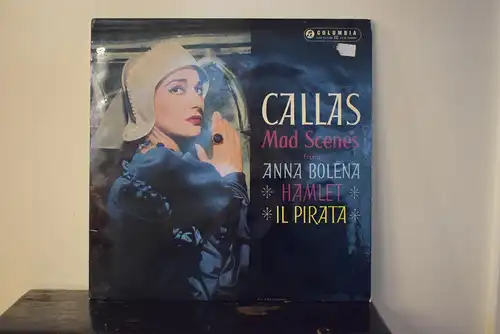 COLUMBIA
CALLAS
Mad Scenes
from
ANNA BOLENA
* HAMLET *
* IL PIRATA *